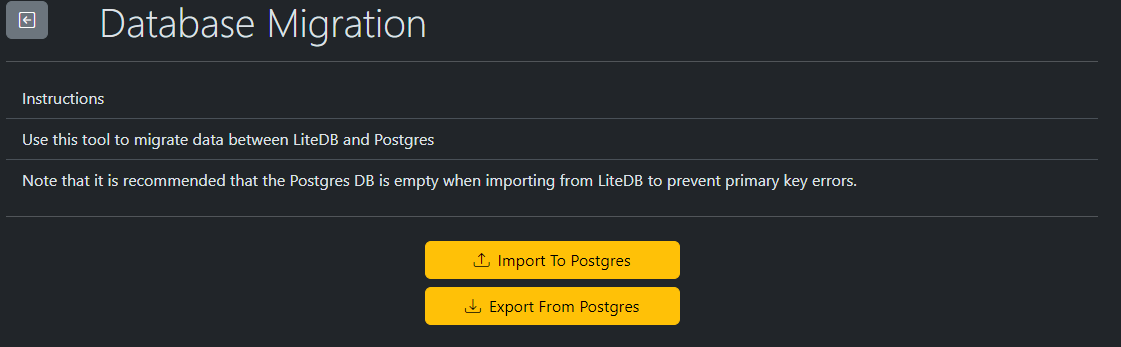 Database Migration
Instructions
Use this tool to migrate data between LiteDB and Postgres
Note that it is recommended that the Postgres DB is empty when importing from LiteDB to prevent primary key errors.
Import To Postgres
Export From Postgres